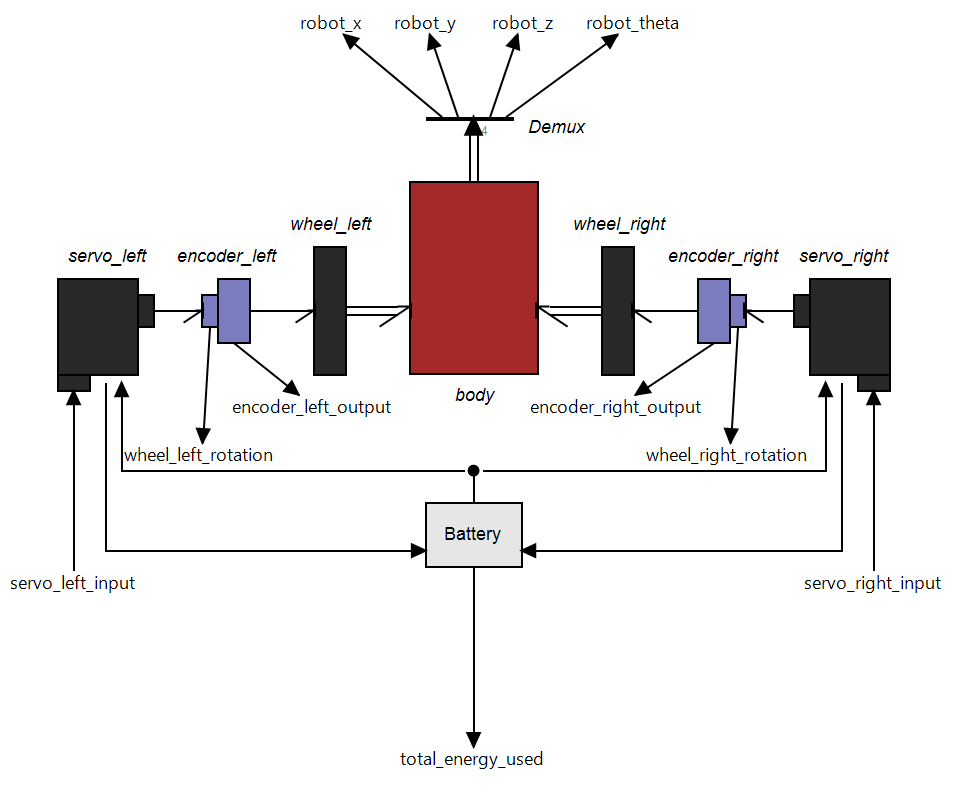 robot_x
robot_y
robot_z
robot_theta
4
Demux
wheel_left
wheel_right
servo_left
encoder_left
encoder_right
servo_right
body
encoder_left_output
encoder_right_output
wheel_left_rotation
wheel_right_rotation
Battery
servo_left_input
servo_right_input
total_energy_used